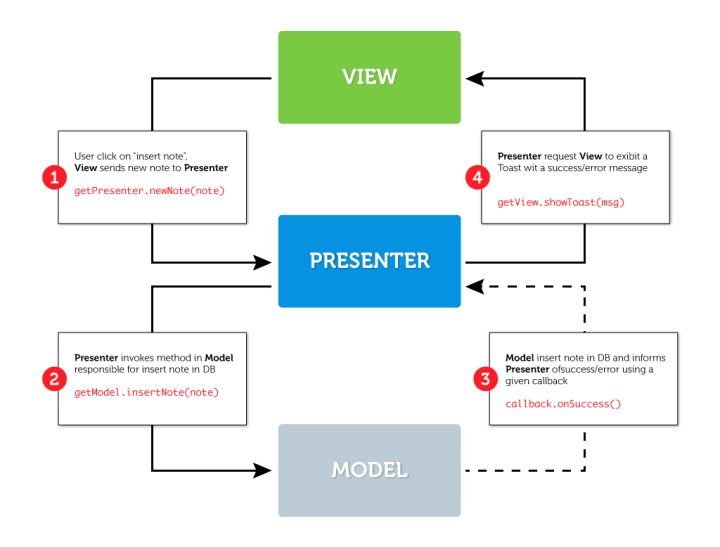 VIEW
1
User click on "insert note",
View sends new note to Presenter
getPresenter.newNote(note)
4
Presenter request View to exibit a
Toast wit a success/error message
getView.showToast(msg)
PRESENTER
2
Presenter invokes method in Model
responsible for insert note in DB
getModel.insertNote(note)
3
Model insert note in DB and informs
Presenter ofsuccess/error using a
given callback
callback.onSuccess()
MODEL